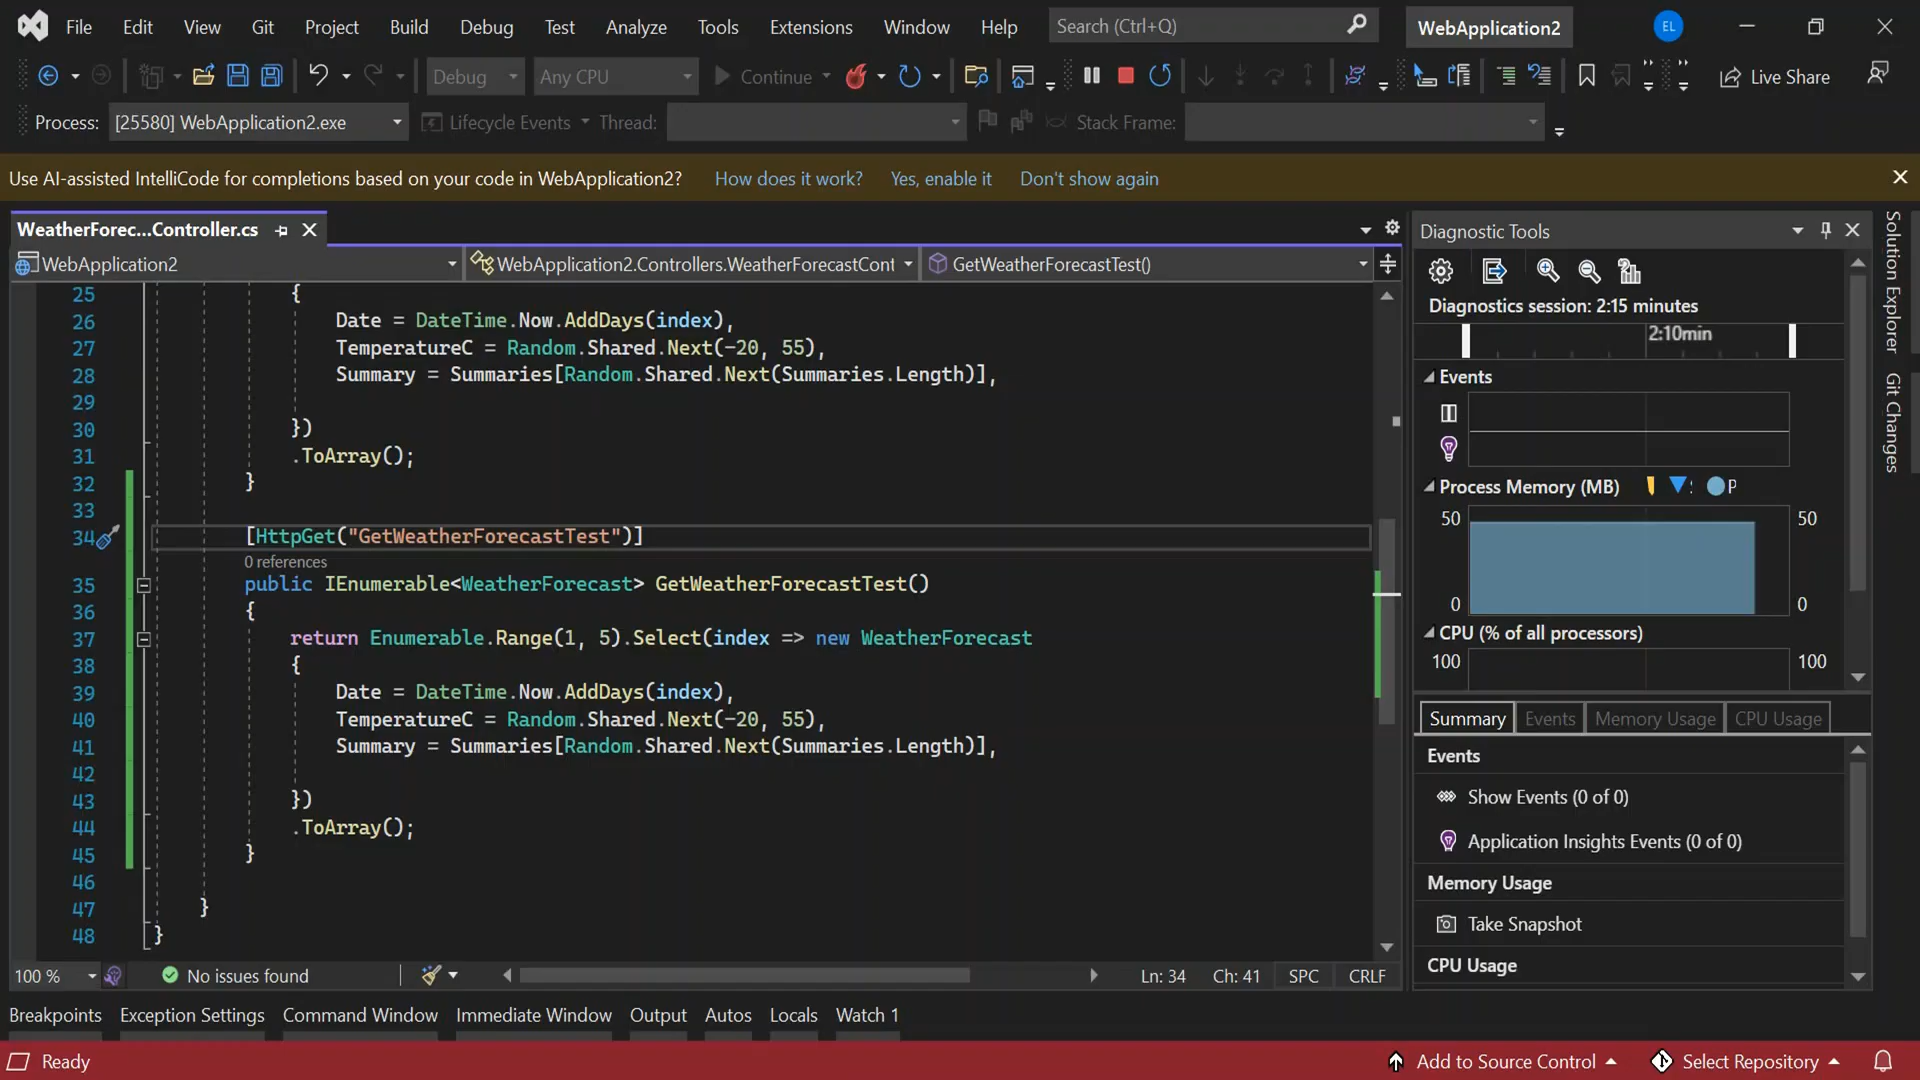 File Edit View Git Project Build Debug Test Analyze Tools Extensions Window Help Search (Ctrl+Q) WebApplication2 EL
Debug Any CPU Continue Live Share
Process: [25580] WebApplication2.exe Lifecycle Events Thread: Stack Frame:
Use AI-assisted IntelliCode for completions based on your code in WebApplication2? How does it work? Yes, enable it Don't show again
WeatherForec...Controller.cs
WebApplication2 WebApplication2.Controllers.WeatherForecastCont GetWeatherForecastTest()
25 {
26 Date = DateTime.Now.AddDays(index),
27 TemperatureC = Random.Shared.Next(-20, 55),
28 Summary = Summaries[Random.Shared.Next(Summaries.Length)],
29
30 })
31 .ToArray();
32 }
33
34 [HttpGet("GetWeatherForecastTest")]
0 references
35 public IEnumerable<WeatherForecast> GetWeatherForecastTest()
36 {
37 return Enumerable.Range(1, 5).Select(index => new WeatherForecast
38 {
39 Date = DateTime.Now.AddDays(index),
40 TemperatureC = Random.Shared.Next(-20, 55),
41 Summary = Summaries[Random.Shared.Next(Summaries.Length)],
42
43 })
44 .ToArray();
45 }
46
47 }
48 }
100 % No issues found Ln: 34 Ch: 41 SPC CRLF
Diagnostic Tools
Diagnostics session: 2:15 minutes
2:10min
Events
Process Memory (MB) P
50 50
0 0
CPU (% of all processors)
100 100
Summary Events Memory Usage CPU Usage
Events
Show Events (0 of 0)
Application Insights Events (0 of 0)
Memory Usage
Take Snapshot
CPU Usage
Solution Explorer
Git Changes
Breakpoints Exception Settings Command Window Immediate Window Output Autos Locals Watch 1
Ready Add to Source Control Select Repository